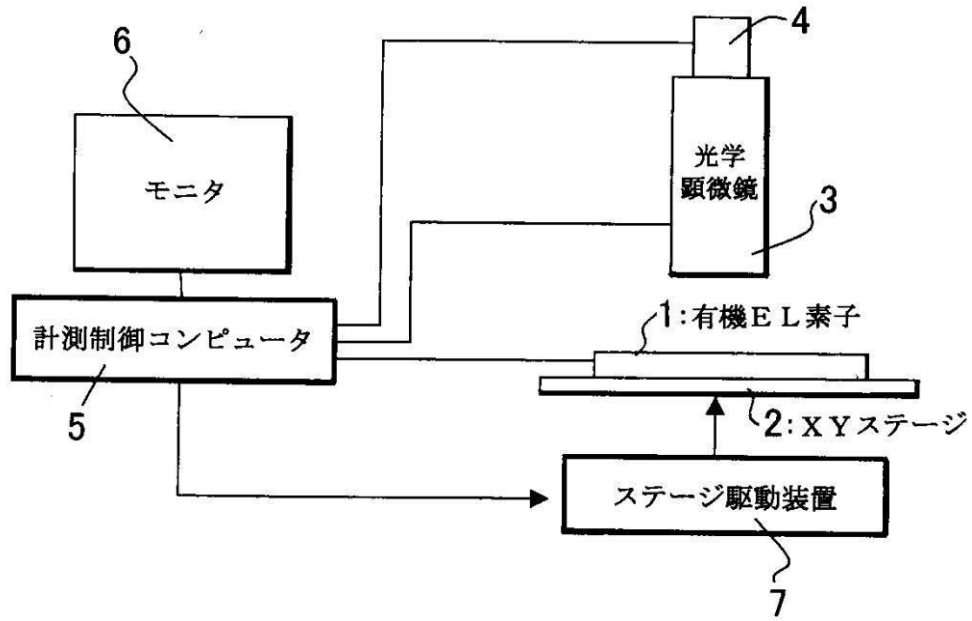 6
モニタ
4
光学
顕微鏡
3
計測制御コンピュータ
5
1:有機EL素子
2:XYステージ
ステージ駆動装置
7